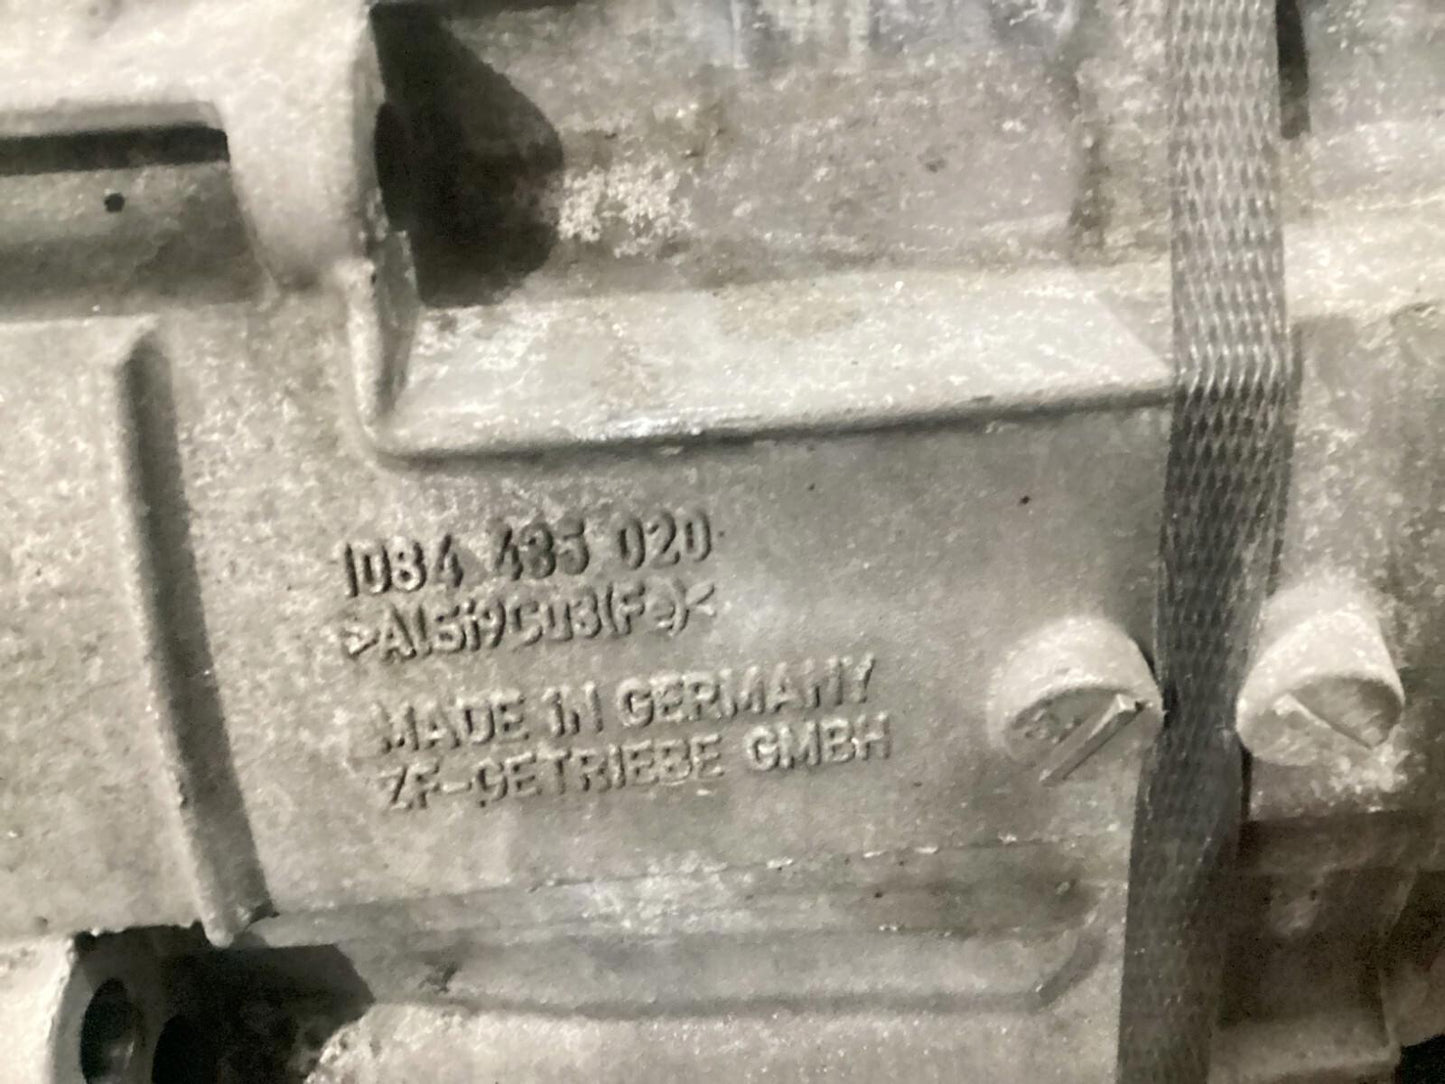 1084 435 020
>AlSi9Cu3(Fe)<
MADE IN GERMANY
ZF-GETRIEBE GMBH